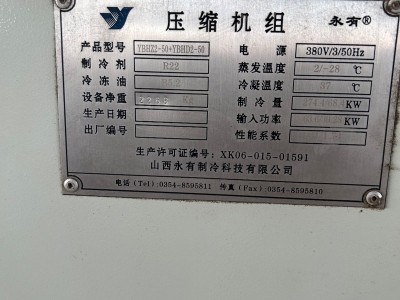 压缩机组 永有®
产品型号 YBHZ2-50+YBHD2-50 电源 380V/3/50Hz
制冷剂 R22 蒸发温度 2/-28 ℃
冷冻油 冷凝温度 37 ℃
设备净重 制冷量 KW
生产日期 输入功率 KW
出厂编号 性能系数
生产许可证编号：XK06-015-01591
山西永有制冷科技有限公司
电话(Tel):0354-8595811 传真(Fax):0354-8595810